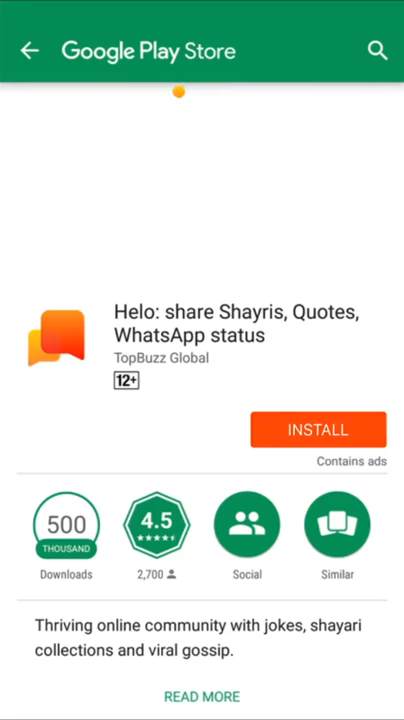 Google Play Store
Helo: share Shayris, Quotes,
WhatsApp status
TopBuzz Global
12+
INSTALL
Contains ads
500
THOUSAND
4.5
Downloads
2,700
Social
Similar
Thriving online community with jokes, shayari
collections and viral gossip.
READ MORE